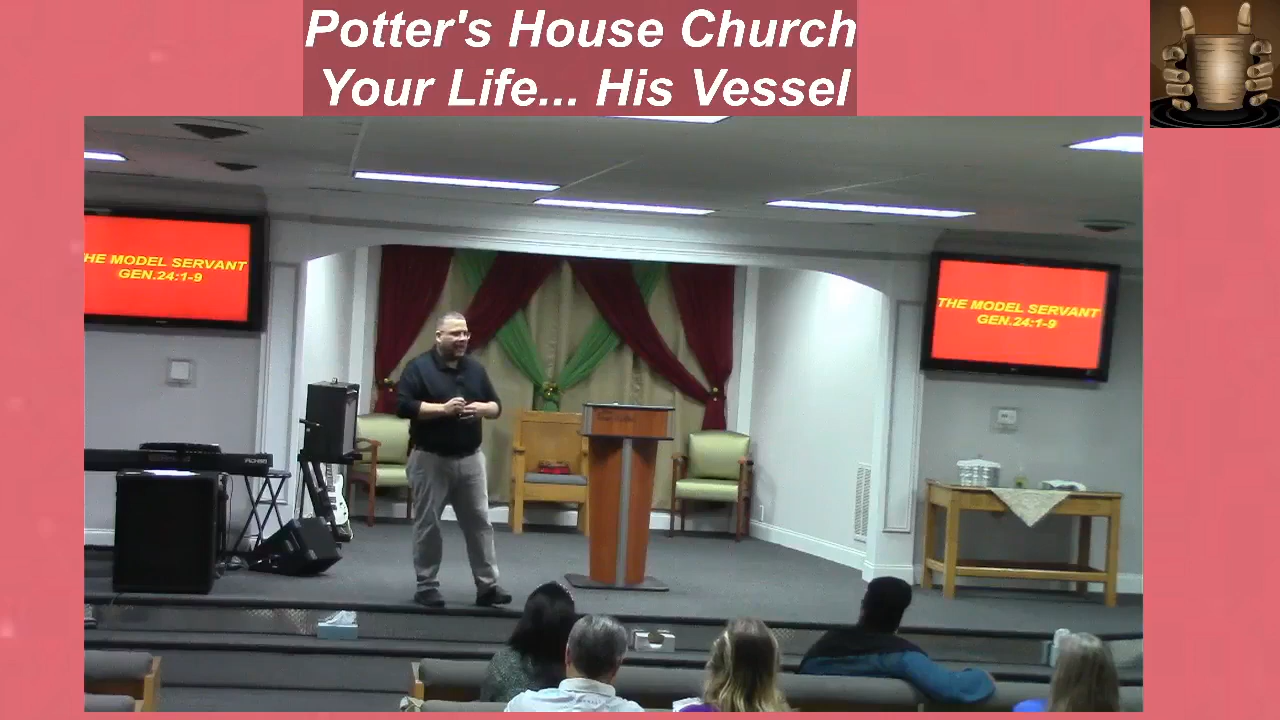 Potter's House Church
Your Life... His Vessel
HE MODEL SERVANT
GEN.24:1-9
THE MODEL SERVANT
GEN.24:1-9